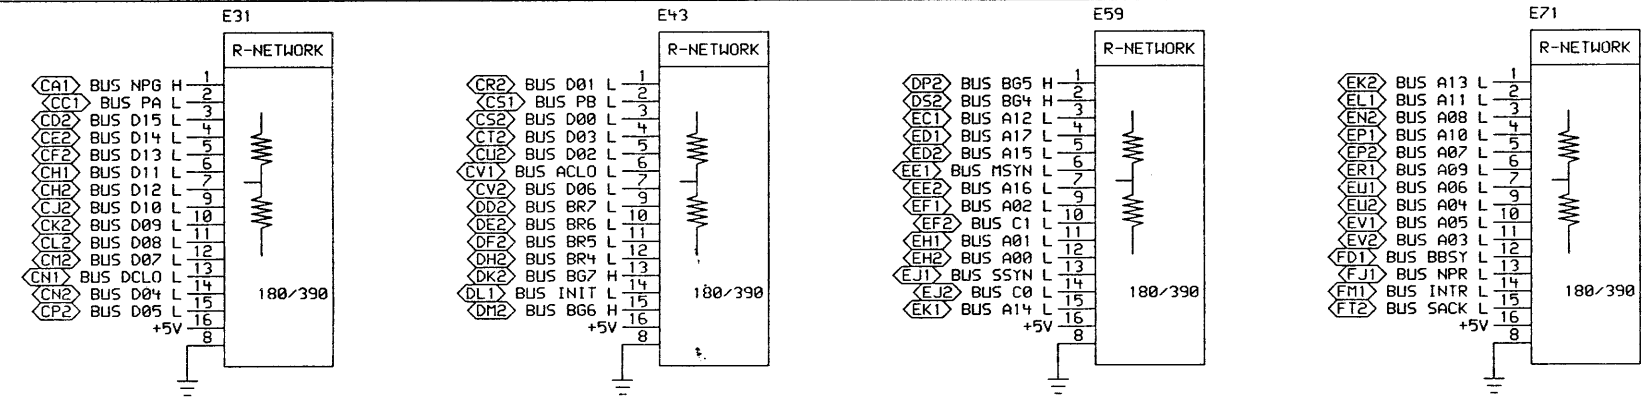 E31
R-NETWORK
CA1 BUS NPG H 1
CC1 BUS PA L 2
CD2 BUS D15 L 3
CE2 BUS D14 L 4
CF2 BUS D13 L 5
CH1 BUS D11 L 6
CH2 BUS D12 L 7
CJ2 BUS D10 L 9
CK2 BUS D09 L 10
CL2 BUS D08 L 11
CM2 BUS D07 L 12
CN1 BUS DCLO L 13
CN2 BUS D04 L 14
CP2 BUS D05 L 15
+5V 16
8
180/390
E43
R-NETWORK
CR2 BUS D01 L 1
CS1 BUS PB L 2
CS2 BUS D00 L 3
CT2 BUS D03 L 4
CU2 BUS D02 L 5
CV1 BUS ACLO L 6
CV2 BUS D06 L 7
DD2 BUS BR7 L 9
DE2 BUS BR6 L 10
DF2 BUS BR5 L 11
DH2 BUS BR4 L 12
DK2 BUS BG7 H 13
DL1 BUS INIT L 14
DM2 BUS BG6 H 15
+5V 16
8
180/390
E59
R-NETWORK
DP2 BUS BG5 H 1
DS2 BUS BG4 H 2
EC1 BUS A12 L 3
ED1 BUS A17 L 4
ED2 BUS A15 L 5
EE1 BUS MSYN L 6
EE2 BUS A16 L 7
EF1 BUS A02 L 9
EF2 BUS C1 L 10
EH1 BUS A01 L 11
EH2 BUS A00 L 12
EJ1 BUS SSYN L 13
EJ2 BUS C0 L 14
EK1 BUS A14 L 15
+5V 16
8
180/390
E71
R-NETWORK
EK2 BUS A13 L 1
EL1 BUS A11 L 2
EN2 BUS A08 L 3
EP1 BUS A10 L 4
EP2 BUS A07 L 5
ER1 BUS A09 L 6
EU1 BUS A06 L 7
EU2 BUS A04 L 9
EV1 BUS A05 L 10
EV2 BUS A03 L 11
FD1 BUS BBSY L 12
FJ1 BUS NPR L 13
FM1 BUS INTR L 14
FT2 BUS SACK L 15
+5V 16
8
180/390